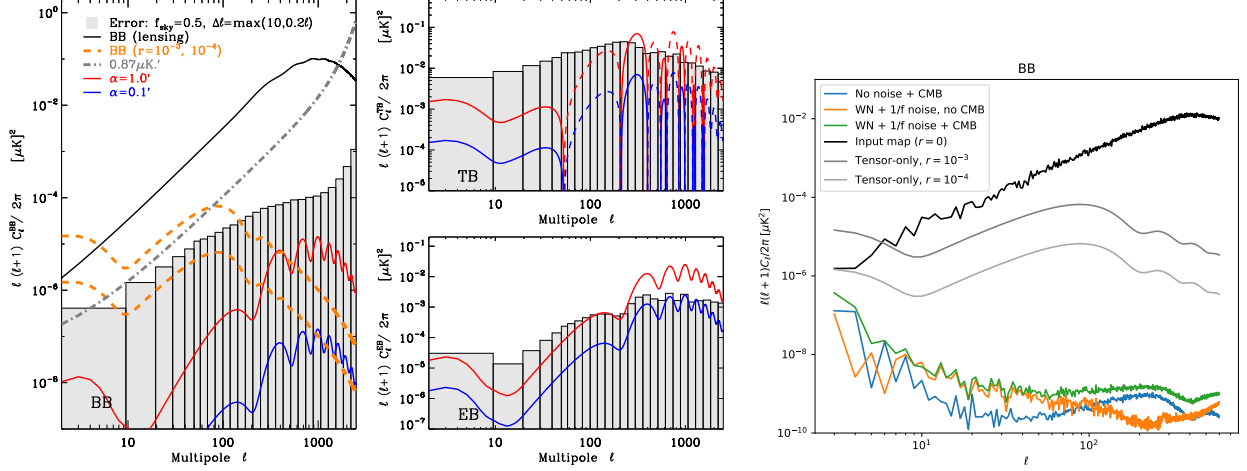 Error: f_sky=0.5, Δℓ=max(10,0.2ℓ)
BB (lensing)
BB (r=10⁻³, 10⁻⁴)
0.87μK.′
α=1.0′
α=0.1′
ℓ (ℓ+1) C_ℓ^BB/ 2π [μK]²
10⁰
10⁻²
10⁻⁴
10⁻⁶
10⁻⁸
BB
10
100
1000
Multipole ℓ
ℓ (ℓ+1) C_ℓ^TB/ 2π [μK]²
10⁻¹
10⁻²
10⁻³
10⁻⁴
10⁻⁵
10⁻⁶
TB
10
100
1000
Multipole ℓ
ℓ (ℓ+1) C_ℓ^EB/ 2π [μK]²
10⁻¹
10⁻²
10⁻³
10⁻⁴
10⁻⁵
10⁻⁶
10⁻⁷
EB
10
100
1000
Multipole ℓ
BB
No noise + CMB
WN + 1/f noise, no CMB
WN + 1/f noise + CMB
Input map (r = 0)
Tensor-only, r = 10⁻³
Tensor-only, r = 10⁻⁴
ℓ(ℓ + 1)C_ℓ/2π [μK²]
10⁻²
10⁻⁴
10⁻⁶
10⁻⁸
10⁻¹⁰
10¹
10²
ℓ